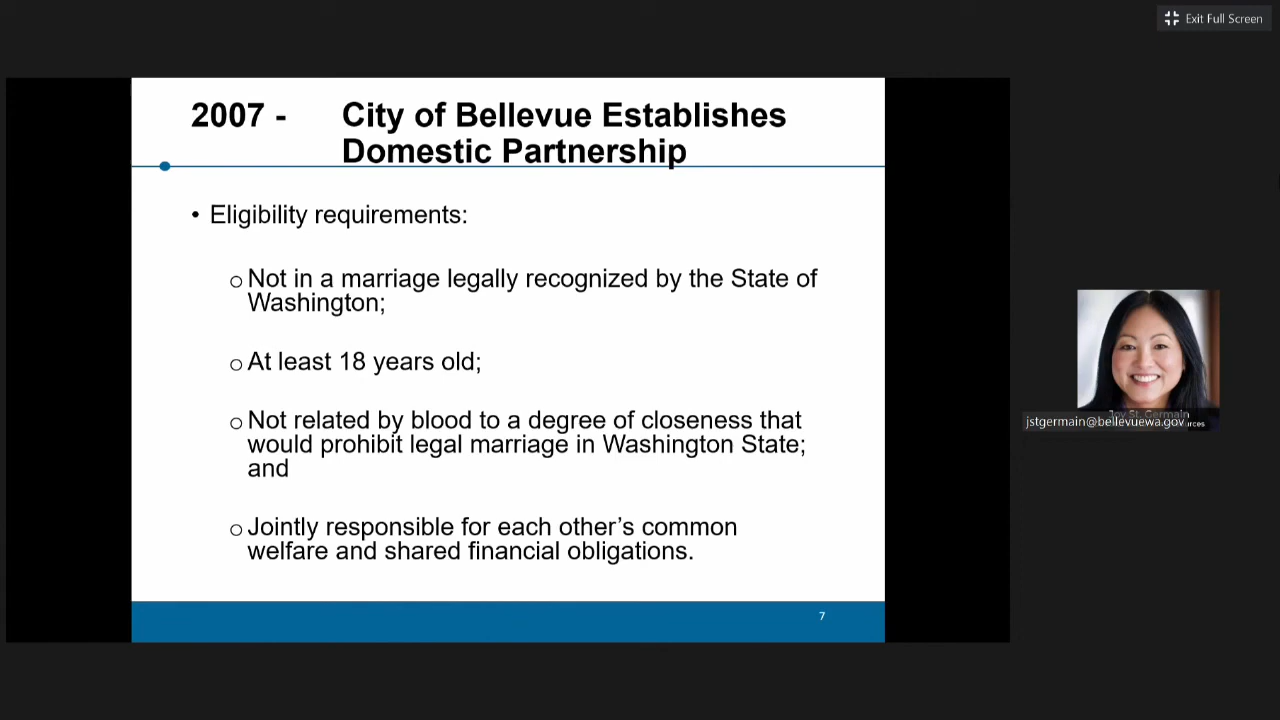 Exit Full Screen
2007 - City of Bellevue Establishes
Domestic Partnership
• Eligibility requirements:
o Not in a marriage legally recognized by the State of
Washington;
o At least 18 years old;
o Not related by blood to a degree of closeness that
would prohibit legal marriage in Washington State;
and
o Jointly responsible for each other’s common
welfare and shared financial obligations.
7
Joy St. Germain
jstgermain@bellevuewa.gov